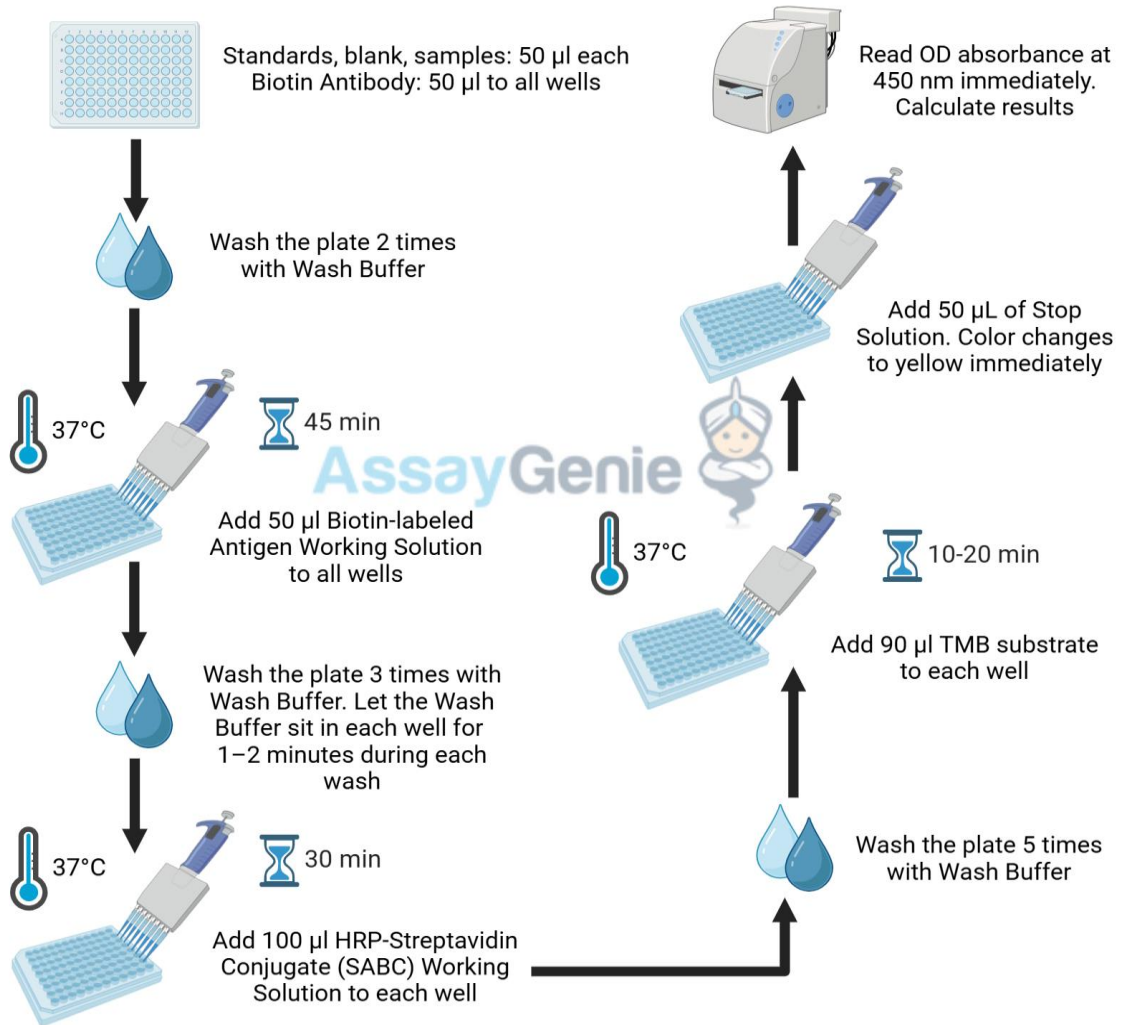 Standards, blank, samples: 50 µl each
Biotin Antibody: 50 µl to all wells
Wash the plate 2 times
with Wash Buffer
37°C
45 min
Add 50 µl Biotin-labeled
Antigen Working Solution
to all wells
Wash the plate 3 times with
Wash Buffer. Let the Wash
Buffer sit in each well for
1–2 minutes during each
wash
37°C
30 min
Add 100 µl HRP-Streptavidin
Conjugate (SABC) Working
Solution to each well
Wash the plate 5 times
with Wash Buffer
37°C
10-20 min
Add 90 µl TMB substrate
to each well
Add 50 µL of Stop
Solution. Color changes
to yellow immediately
Read OD absorbance at
450 nm immediately.
Calculate results
AssayGenie